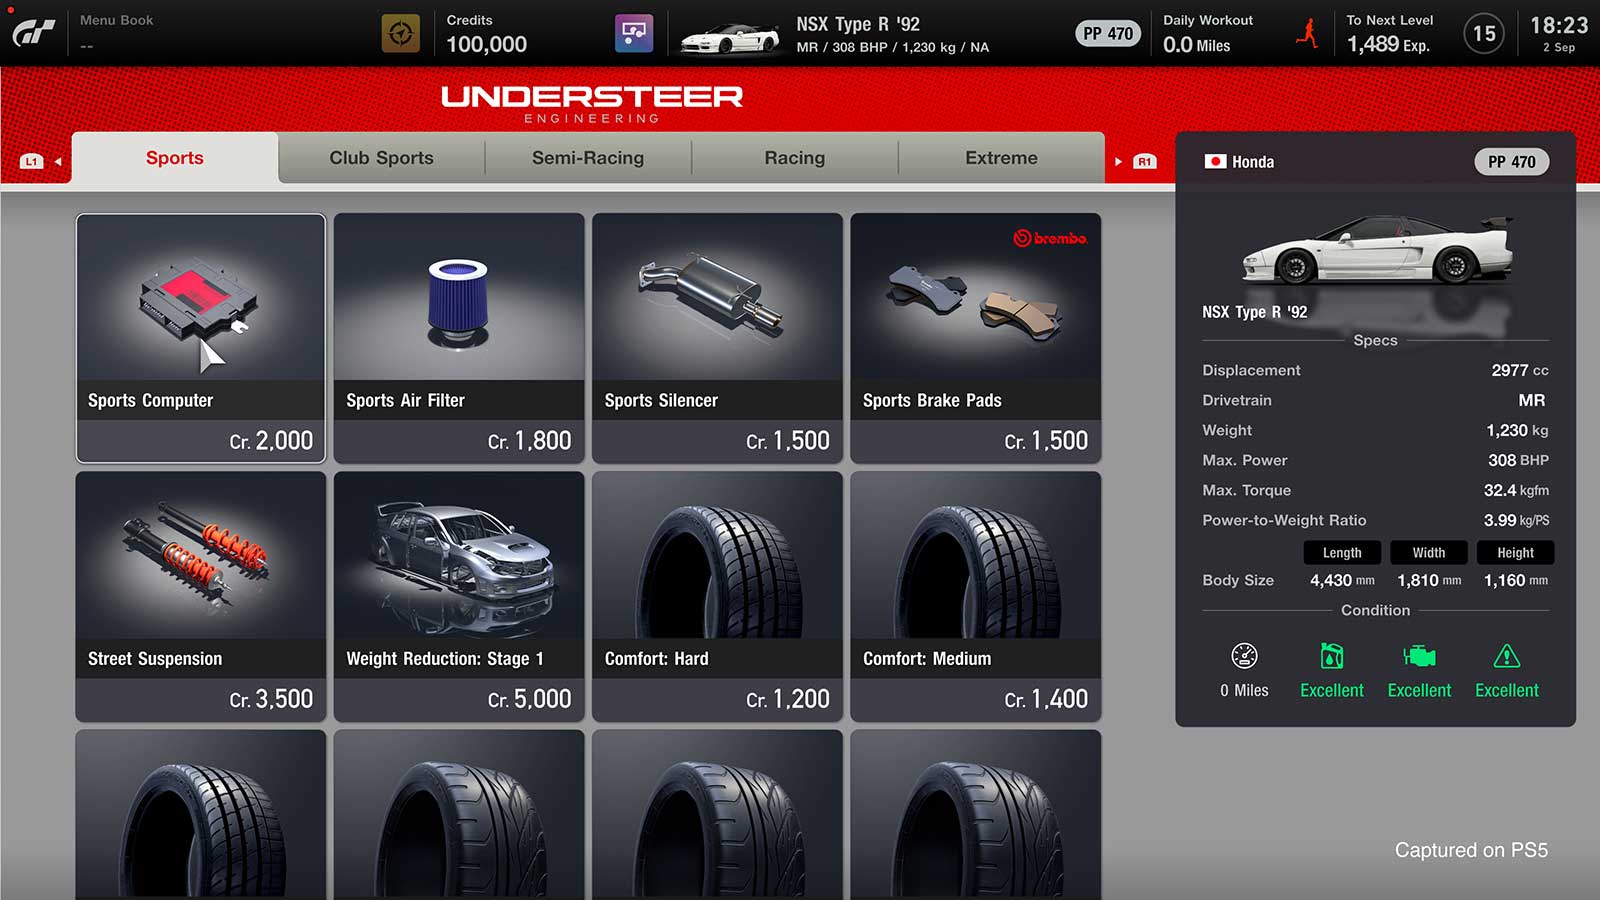 Menu Book
--
Credits
100,000
NSX Type R '92
MR / 308 BHP / 1,230 kg / NA
PP 470
Daily Workout
0.0 Miles
To Next Level
1,489 Exp.
15
18:23
2 Sep
UNDERSTEER
ENGINEERING
L1
Sports
Club Sports
Semi-Racing
Racing
Extreme
R1
Sports Computer
Cr. 2,000
Sports Air Filter
Cr. 1,800
Sports Silencer
Cr. 1,500
brembo
Sports Brake Pads
Cr. 1,500
Street Suspension
Cr. 3,500
Weight Reduction: Stage 1
Cr. 5,000
Comfort: Hard
Cr. 1,200
Comfort: Medium
Cr. 1,400
Honda
PP 470
NSX Type R '92
Specs
Displacement 2977 cc
Drivetrain MR
Weight 1,230 kg
Max. Power 308 BHP
Max. Torque 32.4 kgfm
Power-to-Weight Ratio 3.99 kg/PS
Length Width Height
Body Size 4,430 mm 1,810 mm 1,160 mm
Condition
0 Miles Excellent Excellent Excellent
Captured on PS5